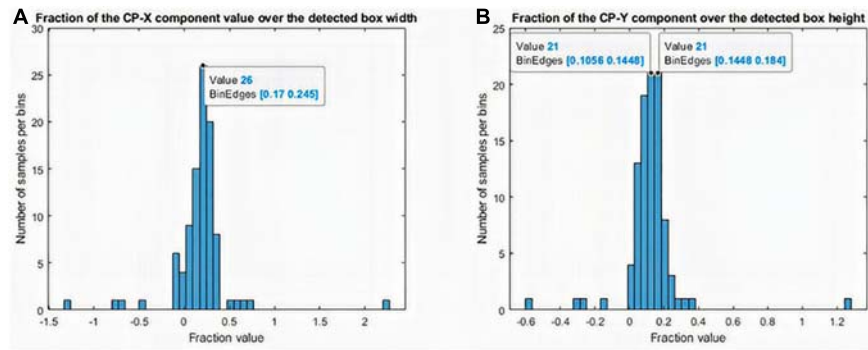 A
Fraction of the CP-X component value over the detected box width
30
25
20
15
10
5
0
Number of samples per bins
Value 26
BinEdges [0.17 0.245]
-1.5 -1 -0.5 0 0.5 1 1.5 2
Fraction value
B
Fraction of the CP-Y component over the detected box height
25
20
15
10
5
0
Number of samples per bins
Value 21
BinEdges [0.1056 0.1448]
Value 21
BinEdges [0.1448 0.184]
-0.6 -0.4 -0.2 0 0.2 0.4 0.6 0.8 1 1.2
Fraction value